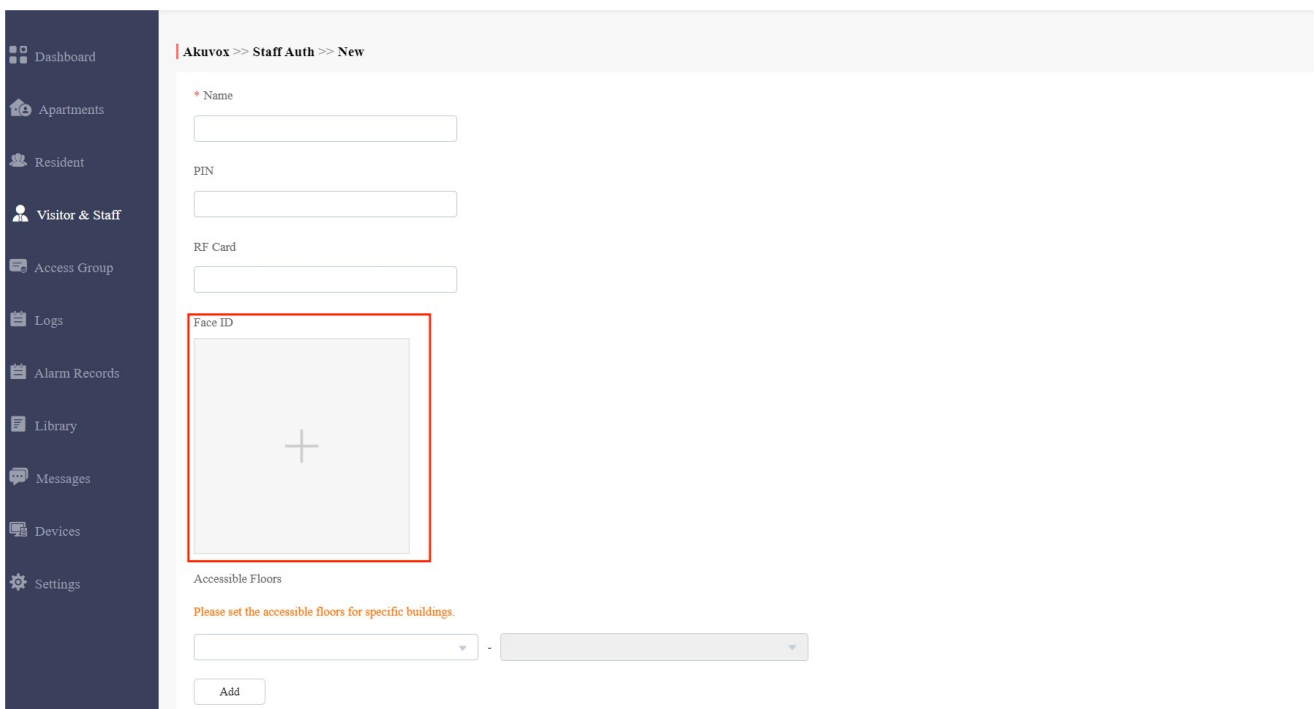 Akuvox >> Staff Auth >> New
Dashboard
Apartments
Resident
Visitor & Staff
Access Group
Logs
Alarm Records
Library
Messages
Devices
Settings
* Name
PIN
RF Card
Face ID
Accessible Floors
Please set the accessible floors for specific buildings.
-
Add